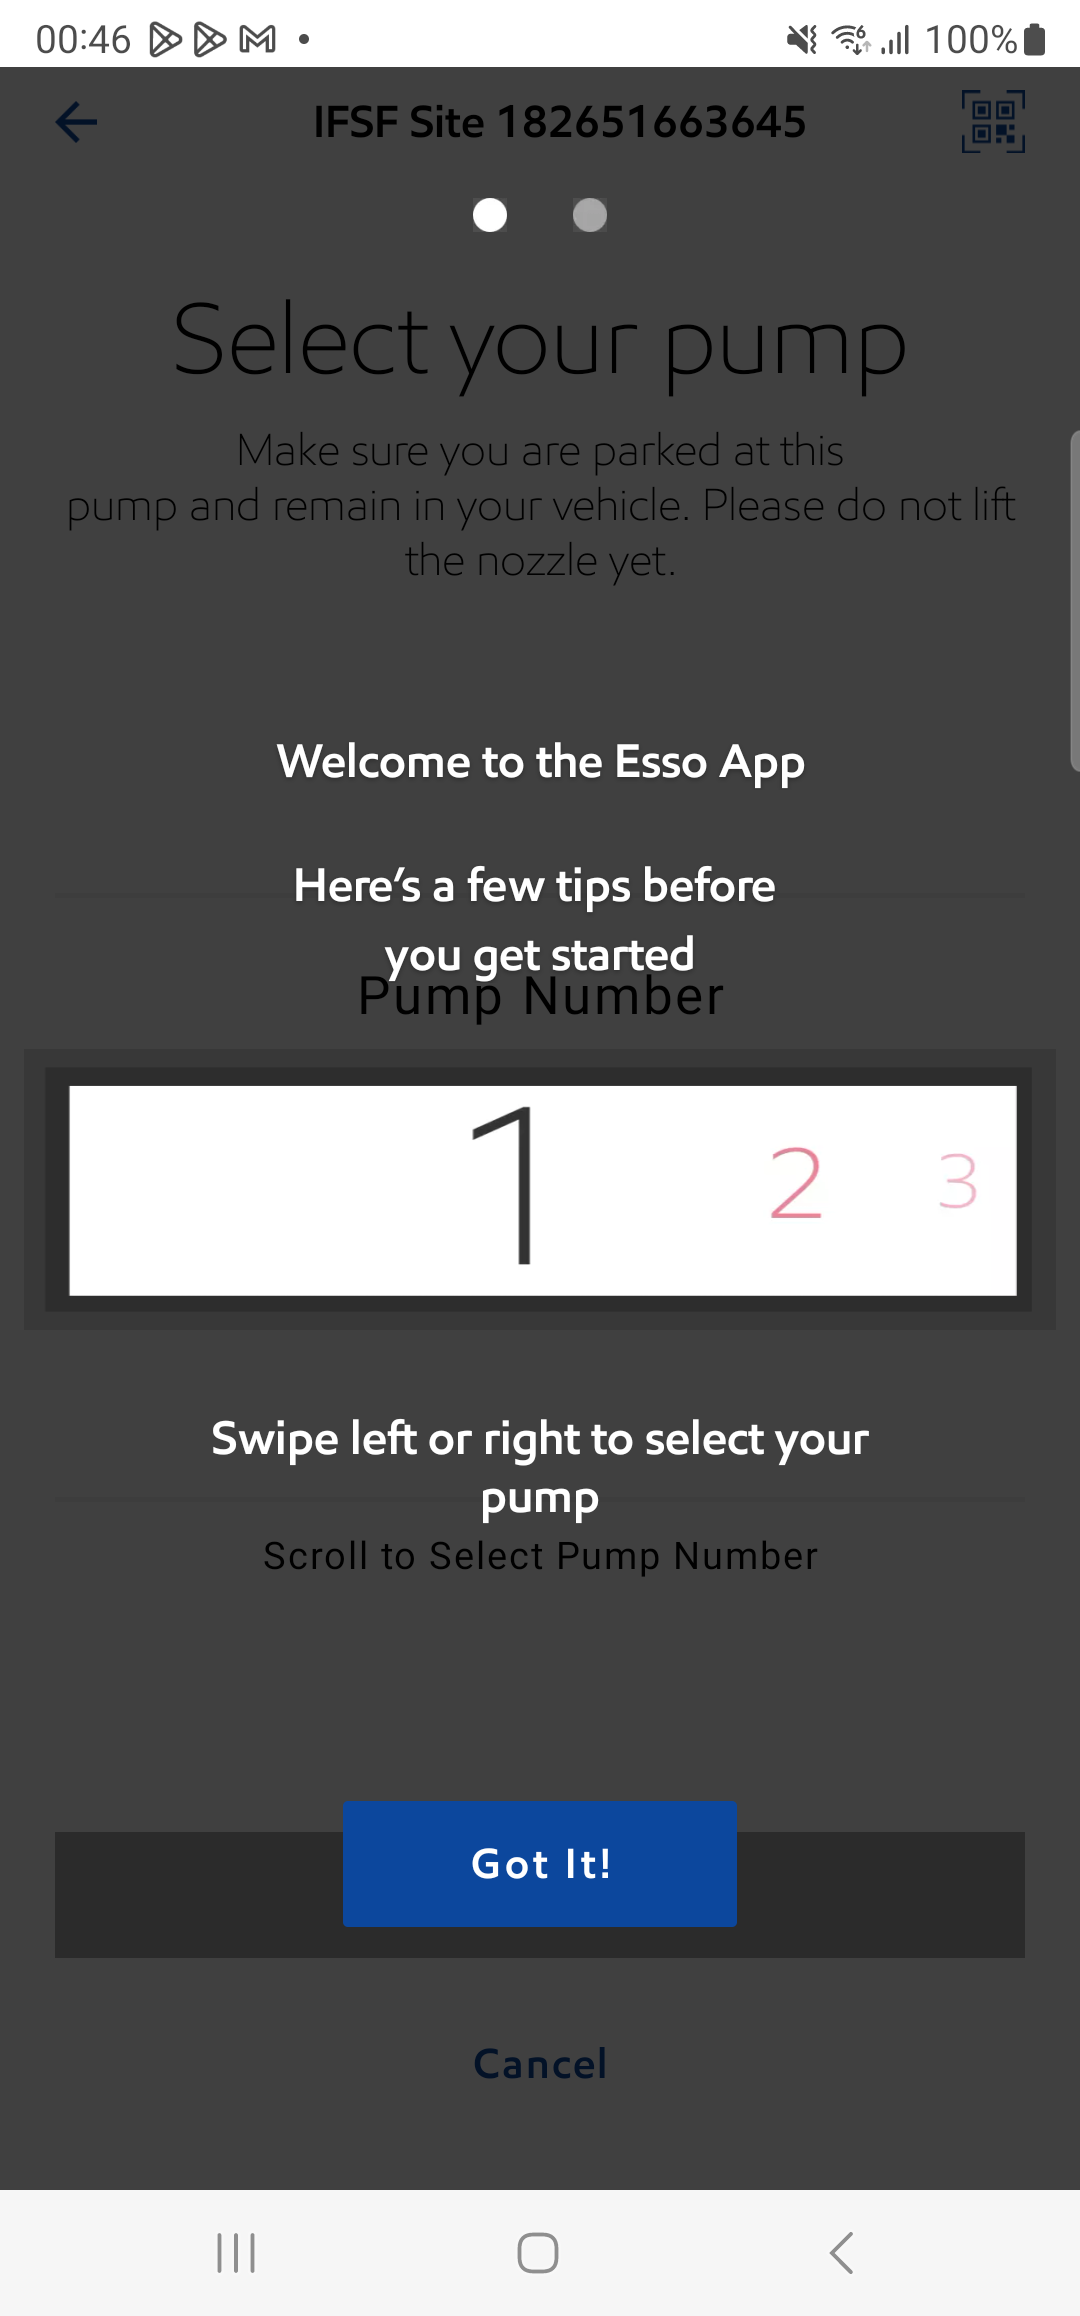 00:46
100%
IFSF Site 182651663645
Select your pump
Make sure you are parked at this
pump and remain in your vehicle. Please do not lift
the nozzle yet.
Welcome to the Esso App
Here's a few tips before
you get started
Pump Number
1 2 3
Swipe left or right to select your
pump
Scroll to Select Pump Number
Got It!
Cancel